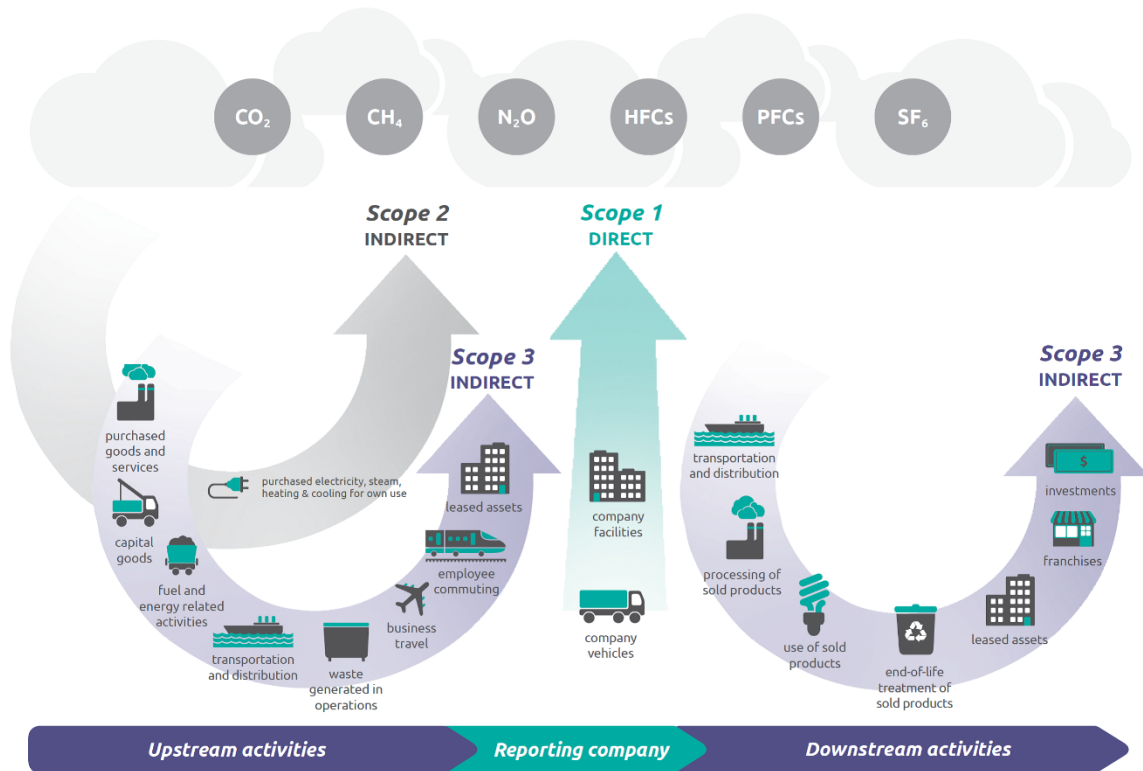 CO₂
CH₄
N₂O
HFCs
PFCs
SF₆
Scope 2
INDIRECT
Scope 1
DIRECT
Scope 3
INDIRECT
Scope 3
INDIRECT
purchased
goods and
services
capital
goods
fuel and
energy related
activities
transportation
and distribution
waste
generated in
operations
business
travel
employee
commuting
leased assets
purchased electricity, steam,
heating & cooling for own use
company
facilities
company
vehicles
transportation
and distribution
processing of
sold products
use of sold
products
end-of-life
treatment of
sold products
leased assets
franchises
$
investments
Upstream activities
Reporting company
Downstream activities